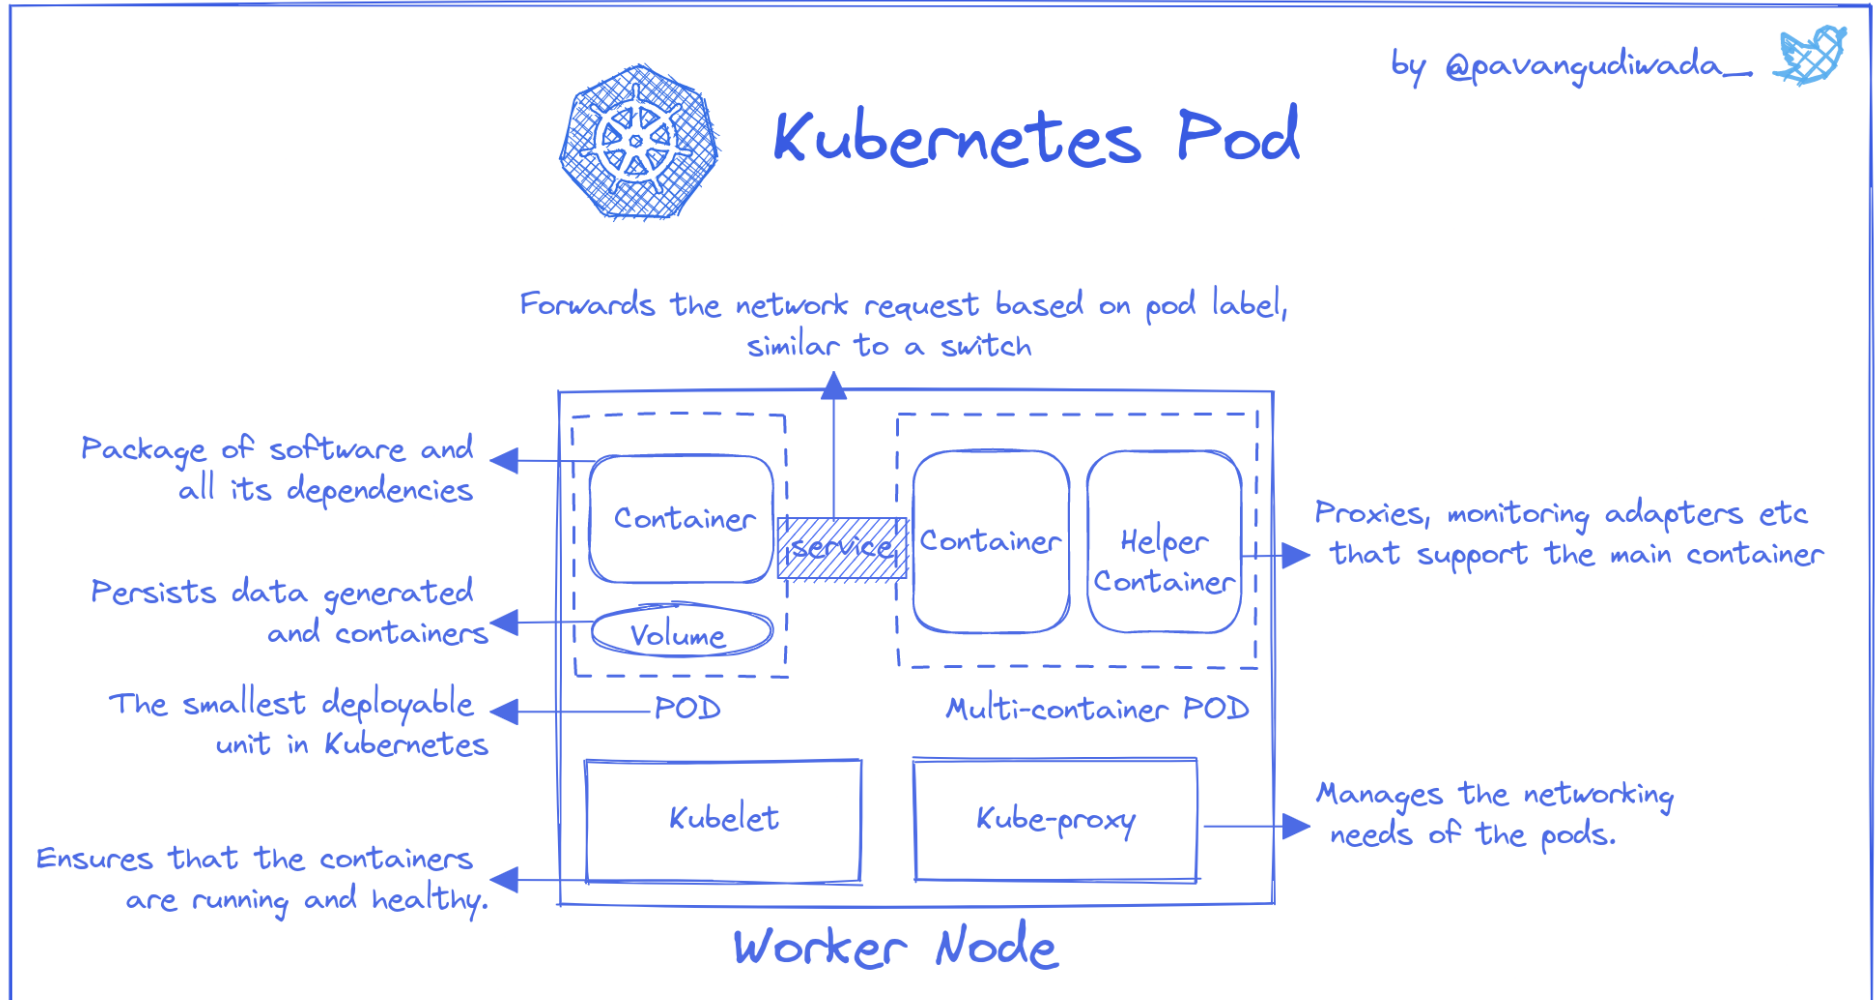 by @pavangudiwada_
Kubernetes Pod
Forwards the network request based on pod label,
similar to a switch
Package of software and
all its dependencies
Container
service
Container
Helper
Container
Proxies, monitoring adapters etc
that support the main container
Persists data generated
and containers
Volume
The smallest deployable
unit in Kubernetes
POD
Multi-container POD
Kubelet
Kube-proxy
Manages the networking
needs of the pods.
Ensures that the containers
are running and healthy.
Worker Node